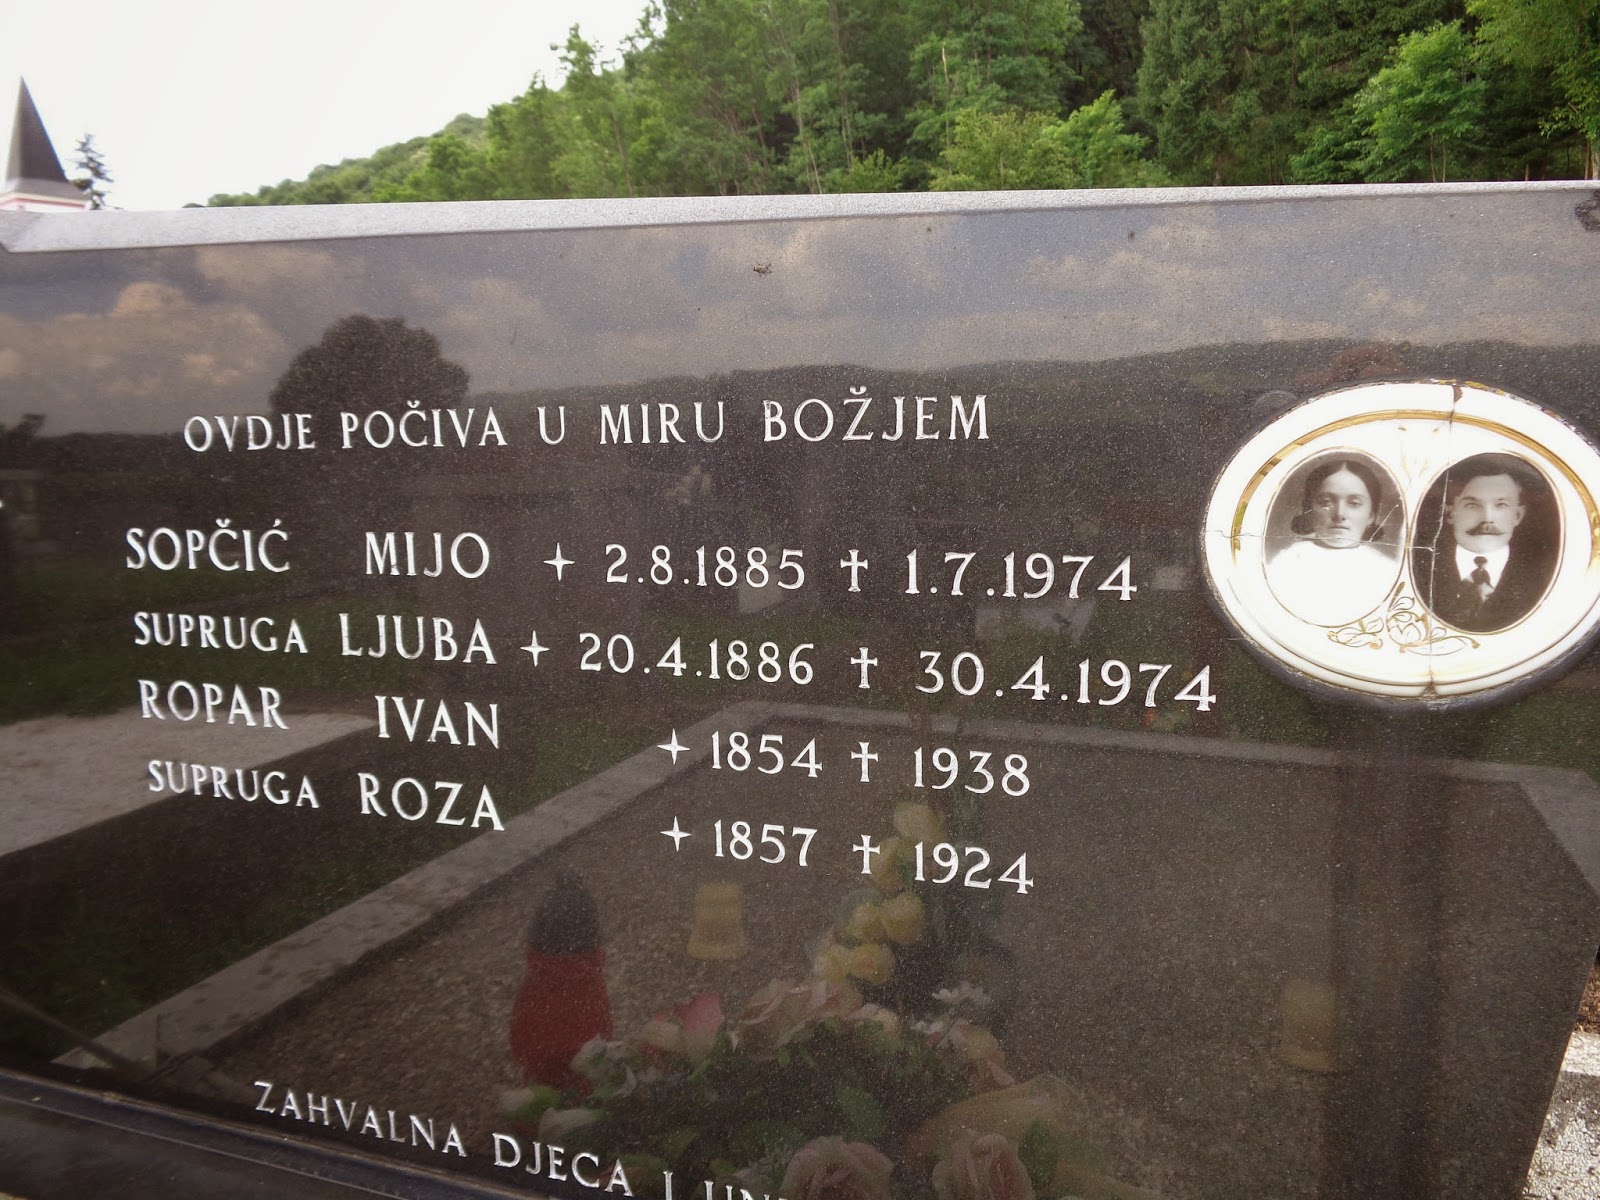 OVDJE POČIVA U MIRU BOŽJEM
SOPČIĆ MIJO + 2.8.1885 † 1.7.1974
SUPRUGA LJUBA + 20.4.1886 † 30.4.1974
ROPAR IVAN + 1854 † 1938
SUPRUGA ROZA + 1857 † 1924
ZAHVALNA DJECA I